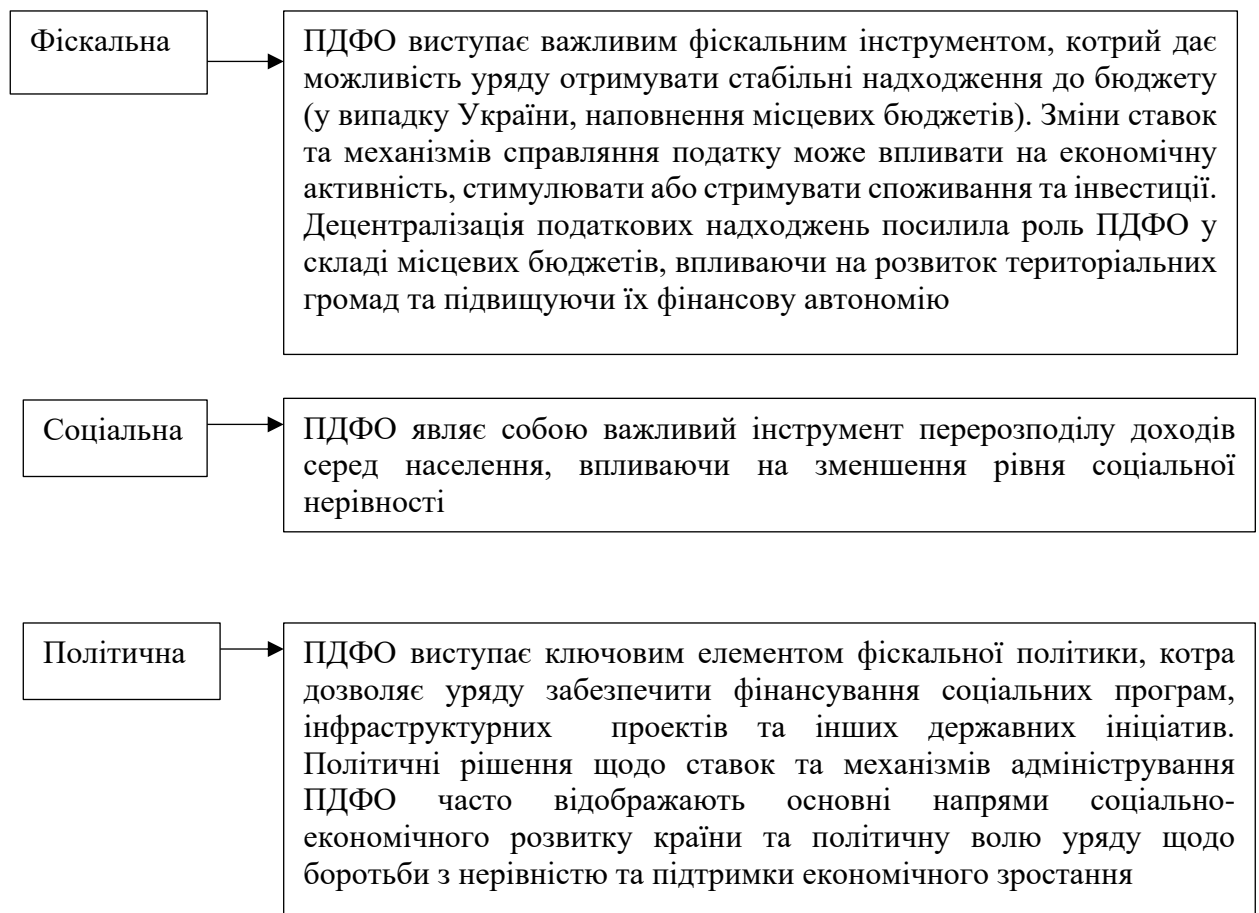 Фіскальна
ПДФО виступає важливим фіскальним інструментом, котрий дає
можливість уряду отримувати стабільні надходження до бюджету
(у випадку України, наповнення місцевих бюджетів). Зміни ставок
та механізмів справляння податку може впливати на економічну
активність, стимулювати або стримувати споживання та інвестиції.
Децентралізація податкових надходжень посилила роль ПДФО у
складі місцевих бюджетів, впливаючи на розвиток територіальних
громад та підвищуючи їх фінансову автономію
Соціальна
ПДФО являє собою важливий інструмент перерозподілу доходів
серед населення, впливаючи на зменшення рівня соціальної
нерівності
Політична
ПДФО виступає ключовим елементом фіскальної політики, котра
дозволяє уряду забезпечити фінансування соціальних програм,
інфраструктурних проектів та інших державних ініціатив.
Політичні рішення щодо ставок та механізмів адміністрування
ПДФО часто відображають основні напрями соціально-
економічного розвитку країни та політичну волю уряду щодо
боротьби з нерівністю та підтримки економічного зростання